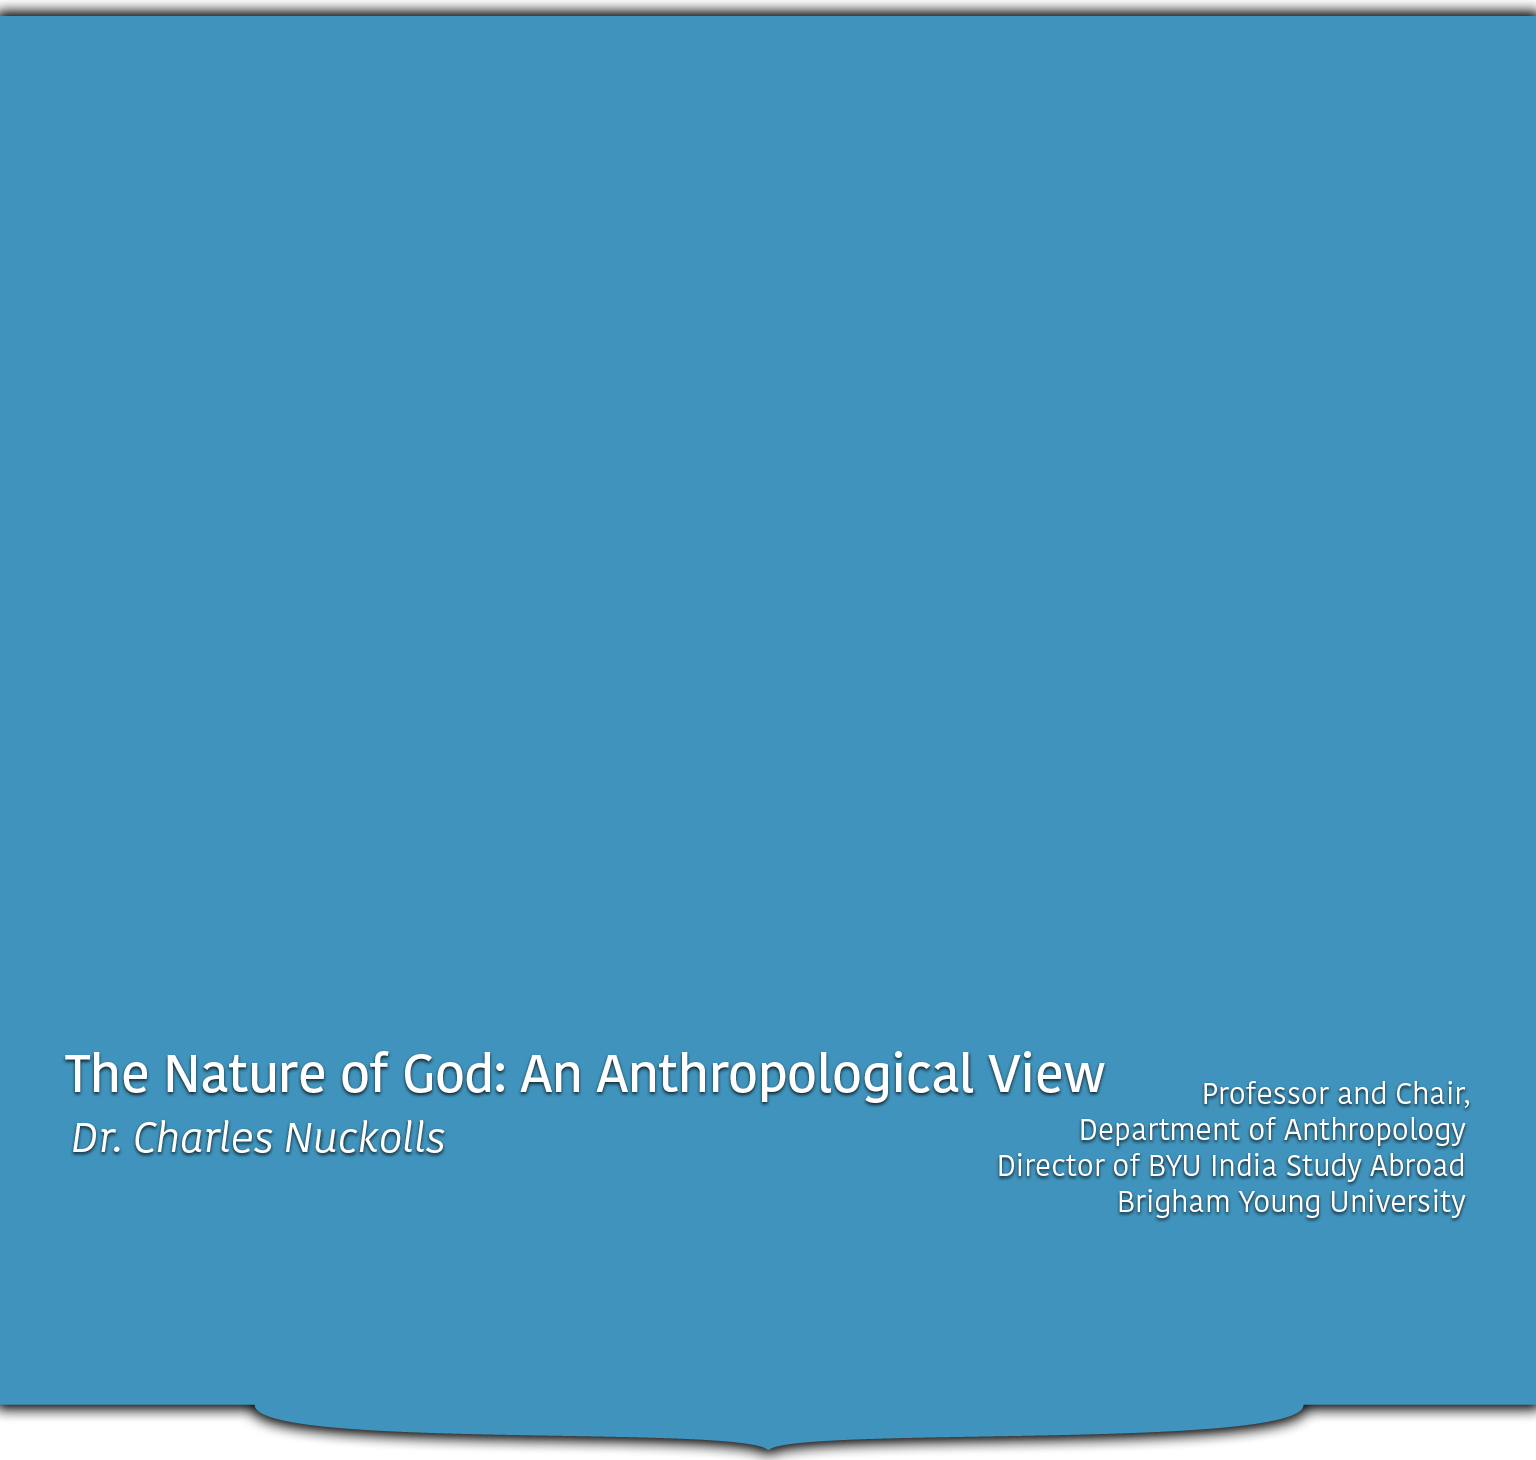 The Nature of God: An Anthropological View
Dr. Charles Nuckolls
Professor and Chair,
Department of Anthropology
Director of BYU India Study Abroad
Brigham Young University